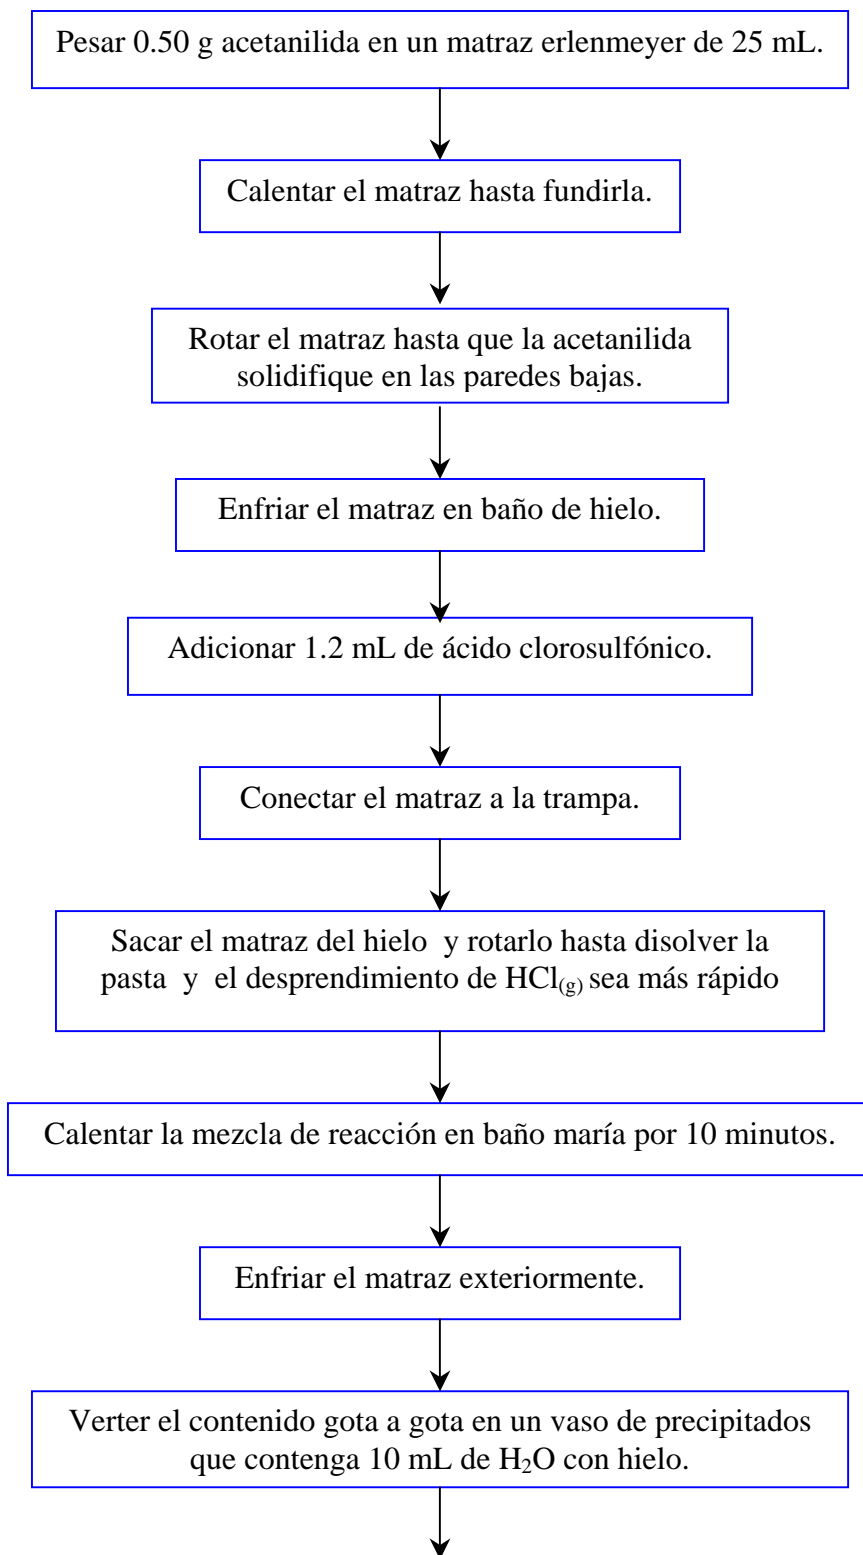 Pesar 0.50 g acetanilida en un matraz erlenmeyer de 25 mL.
Calentar el matraz hasta fundirla.
Rotar el matraz hasta que la acetanilida
solidifique en las paredes bajas.
Enfriar el matraz en baño de hielo.
Adicionar 1.2 mL de ácido clorosulfónico.
Conectar el matraz a la trampa.
Sacar el matraz del hielo y rotarlo hasta disolver la
pasta y el desprendimiento de HCl(g) sea más rápido
Calentar la mezcla de reacción en baño maría por 10 minutos.
Enfriar el matraz exteriormente.
Verter el contenido gota a gota en un vaso de precipitados
que contenga 10 mL de H₂O con hielo.